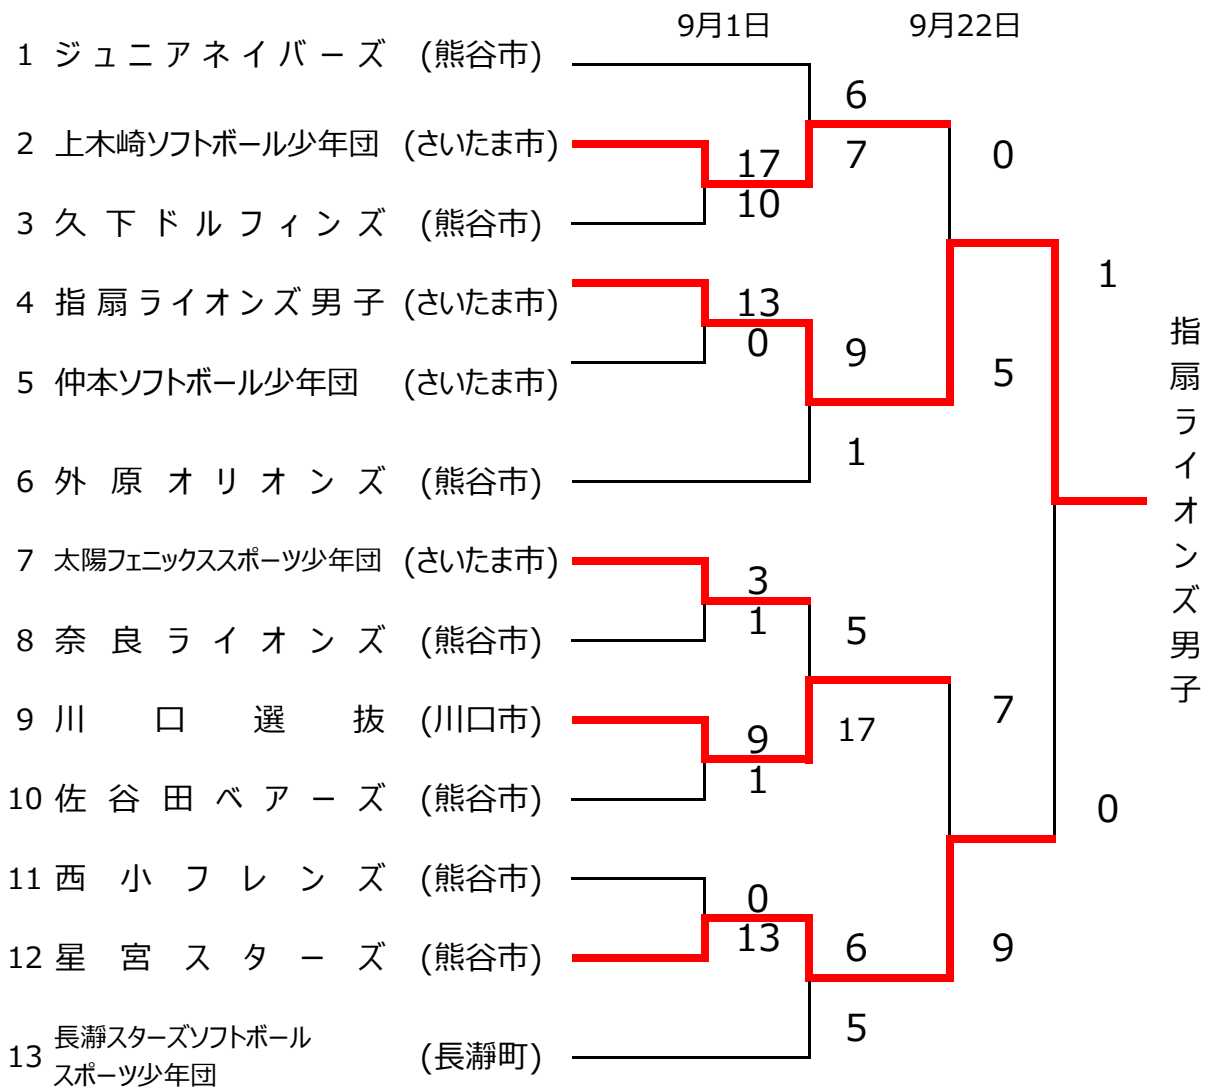 9月1日 9月22日
1 ジュニアネイバーズ (熊谷市)
6
2 上木崎ソフトボール少年団 (さいたま市)
17 7 0
10
3 久下ドルフィンズ (熊谷市)
1
4 指扇ライオンズ男子 (さいたま市)
13
0 9 5
5 仲本ソフトボール少年団 (さいたま市)
1
6 外原オリオンズ (熊谷市)
指扇ライオンズ男子
7 太陽フェニックススポーツ少年団 (さいたま市)
3
1 5
8 奈良ライオンズ (熊谷市)
7
9 川口選抜 (川口市)
9 17
1
10 佐谷田ベアーズ (熊谷市)
0
11 西小フレンズ (熊谷市)
0
13 6 9
12 星宮スターズ (熊谷市)
5
13 長瀞スターズソフトボール
スポーツ少年団 (長瀞町)